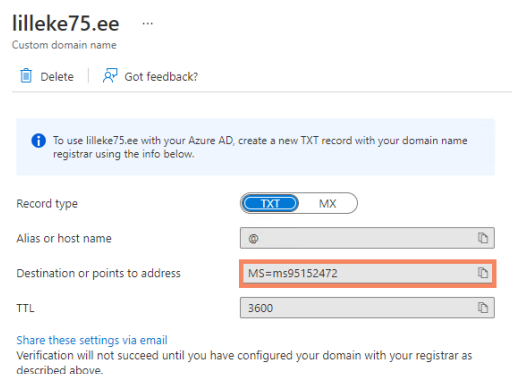 lilleke75.ee ...
Custom domain name
Delete Got feedback?
To use lilleke75.ee with your Azure AD, create a new TXT record with your domain name
registrar using the info below.
Record type TXT MX
Alias or host name @
Destination or points to address MS=ms95152472
TTL 3600
Share these settings via email
Verification will not succeed until you have configured your domain with your registrar as
described above.